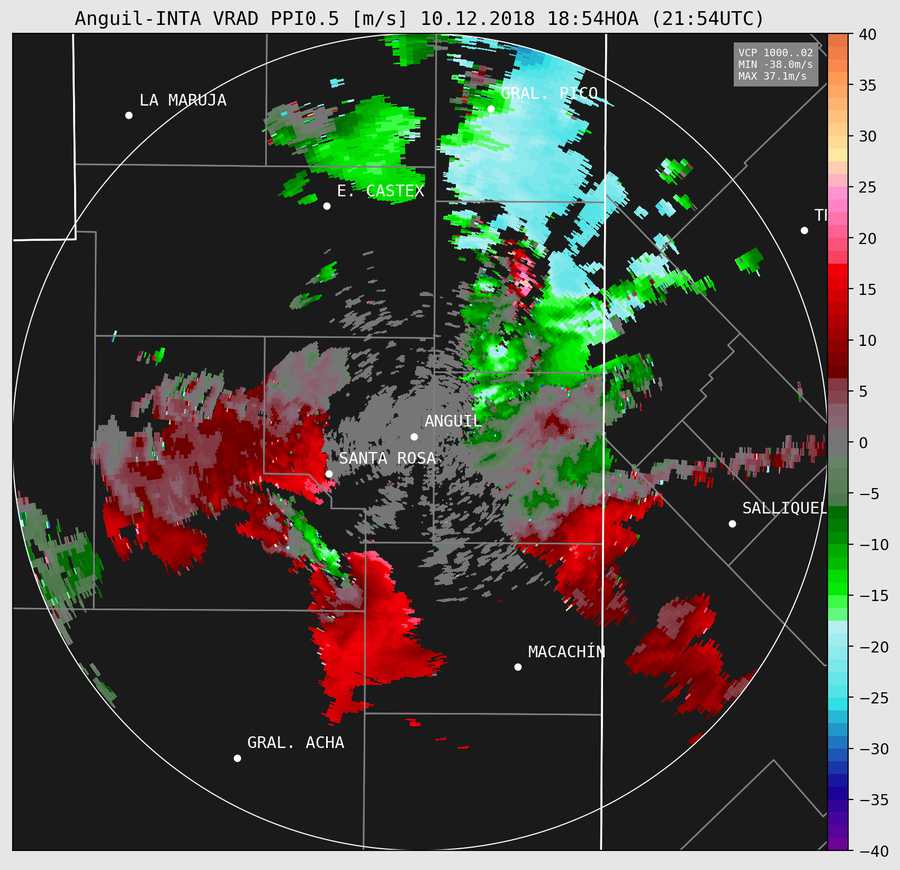 Anguil-INTA VRAD PPI0.5 [m/s] 10.12.2018 18:54HOA (21:54UTC)
VCP 1000..02
MIN -38.0m/s
MAX 37.1m/s
LA MARUJA
GRAL. PICO
E. CASTEX
ANGUIL
SANTA ROSA
SALLIQUEL
MACACHÍN
GRAL. ACHA
40
35
30
25
20
15
10
5
0
−5
−10
−15
−20
−25
−30
−35
−40